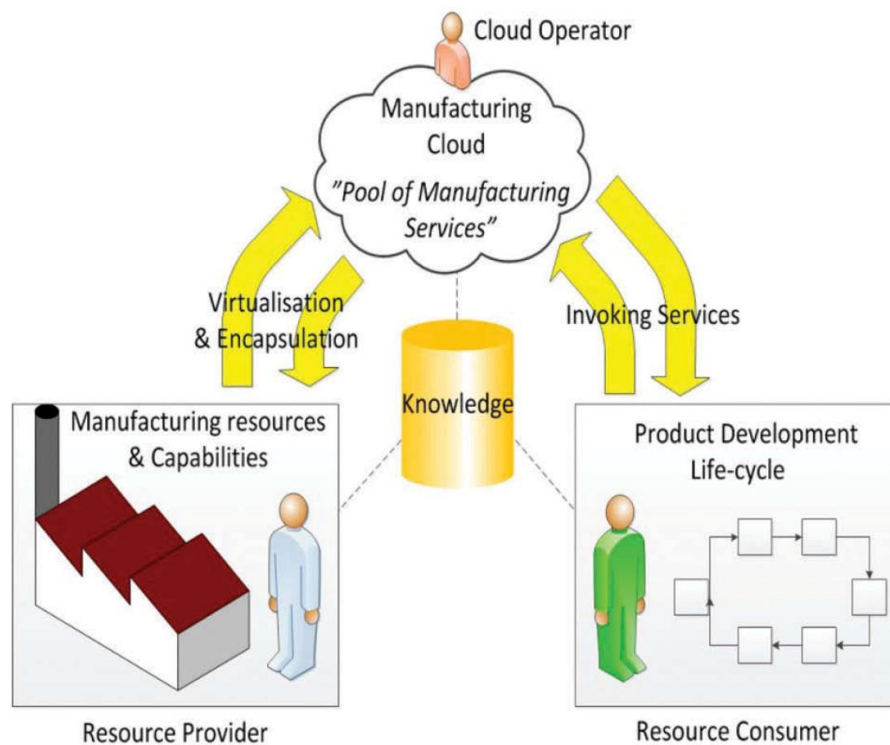 Cloud Operator
Manufacturing
Cloud
”Pool of Manufacturing
Services”
Virtualisation
& Encapsulation
Invoking Services
Knowledge
Manufacturing resources
& Capabilities
Product Development
Life-cycle
Resource Provider
Resource Consumer